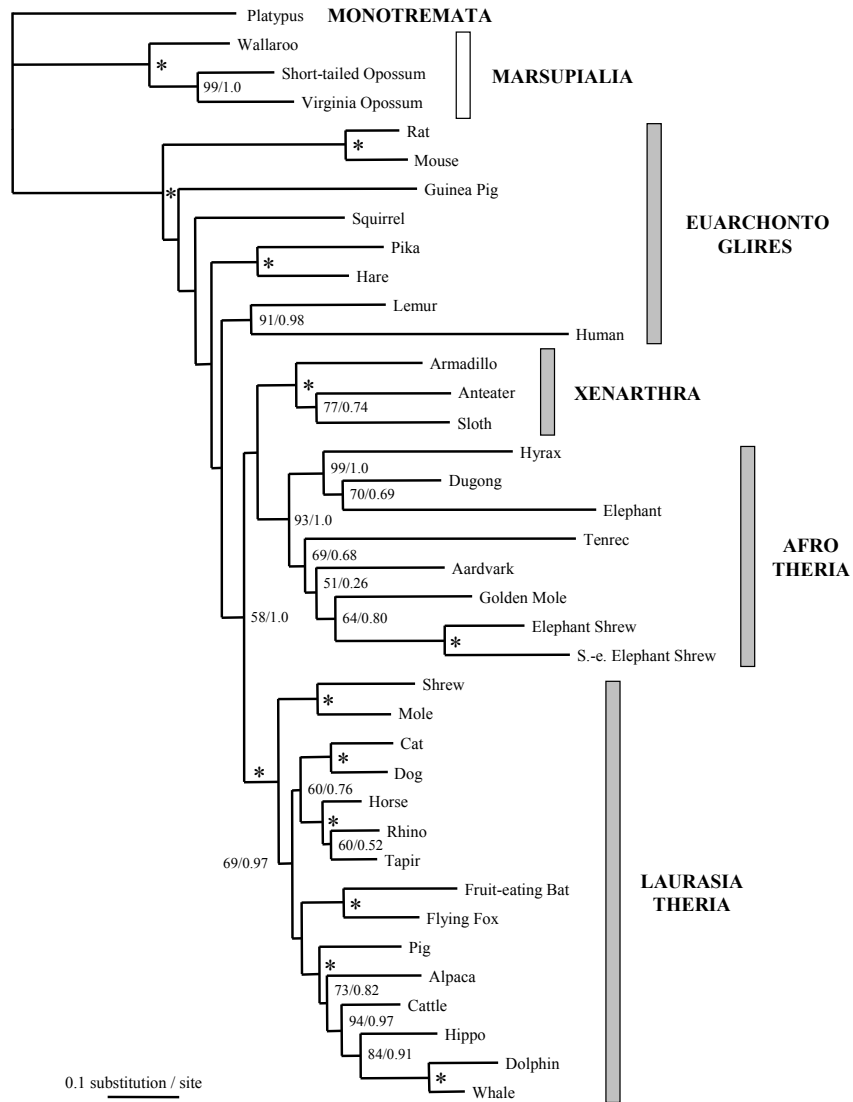 Platypus
MONOTREMATA
Wallaroo
*
Short-tailed Opossum
99/1.0
Virginia Opossum
MARSUPIALIA
Rat
*
Mouse
*
Guinea Pig
Squirrel
Pika
*
Hare
Lemur
91/0.98
Human
EUARCHONTO
GLIRES
Armadillo
*
Anteater
77/0.74
Sloth
XENARTHRA
Hyrax
99/1.0
Dugong
70/0.69
Elephant
93/1.0
Tenrec
69/0.68
Aardvark
51/0.26
Golden Mole
64/0.80
Elephant Shrew
*
S.-e. Elephant Shrew
AFRO
THERIA
58/1.0
Shrew
*
Mole
*
Cat
*
Dog
60/0.76
Horse
*
Rhino
60/0.52
Tapir
69/0.97
Fruit-eating Bat
*
Flying Fox
Pig
*
Alpaca
73/0.82
Cattle
94/0.97
Hippo
84/0.91
Dolphin
*
Whale
LAURASIA
THERIA
0.1 substitution / site